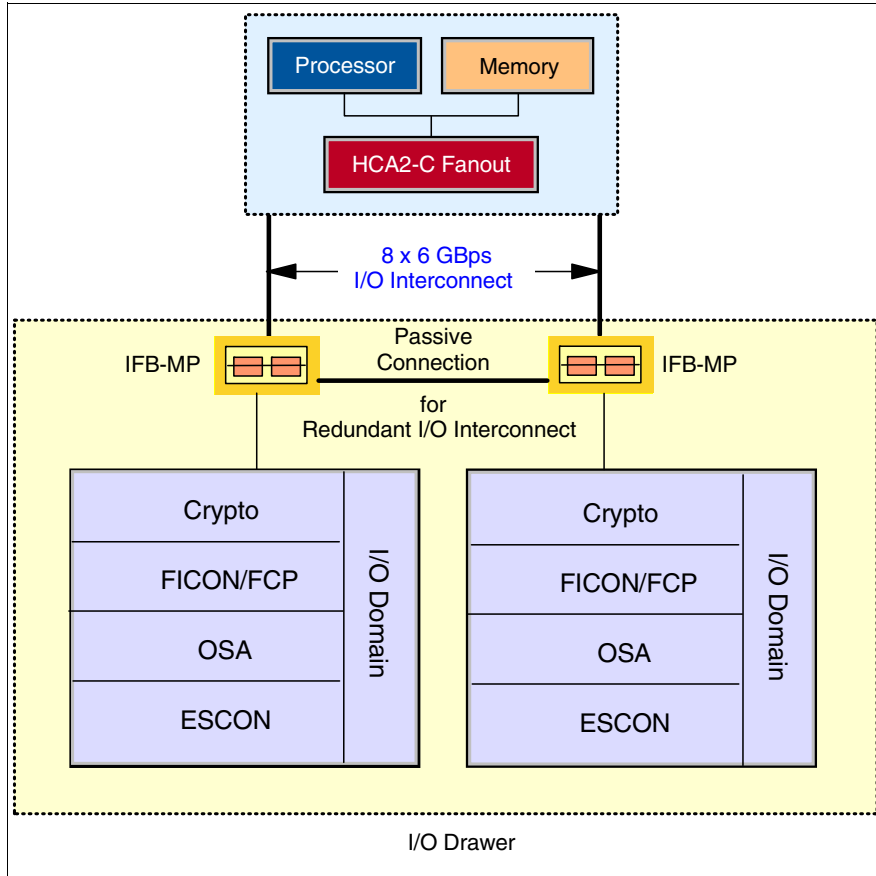 Processor
Memory
HCA2-C Fanout
8 x 6 GBps
I/O Interconnect
IFB-MP
Passive
Connection
IFB-MP
for
Redundant I/O Interconnect
Crypto
FICON/FCP
OSA
ESCON
I/O Domain
Crypto
FICON/FCP
OSA
ESCON
I/O Domain
I/O Drawer